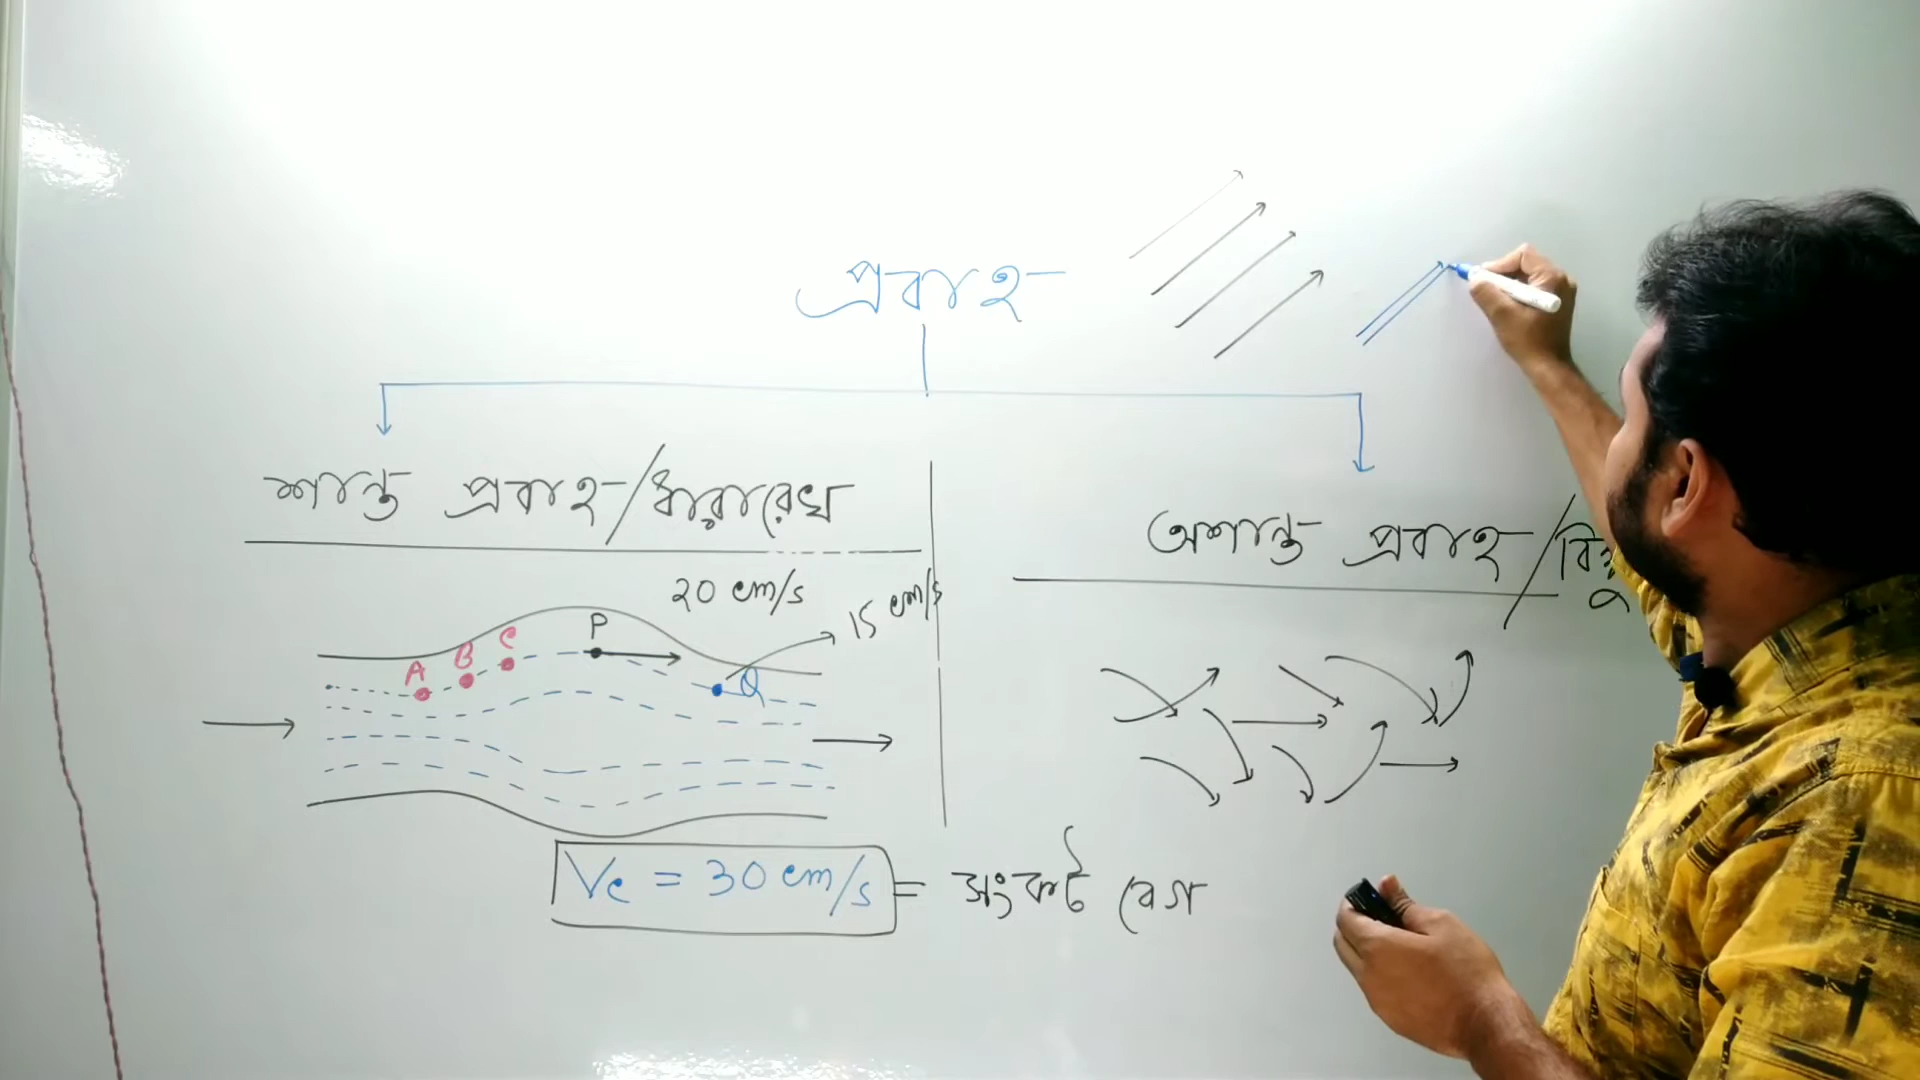 প্রবাহ
শান্ত প্রবাহ/ধারারেখ
অশান্ত প্রবাহ/
20 cm/s
15 cm/s
A B C P Q
Vc = 30 cm/s = সংকট বেগ